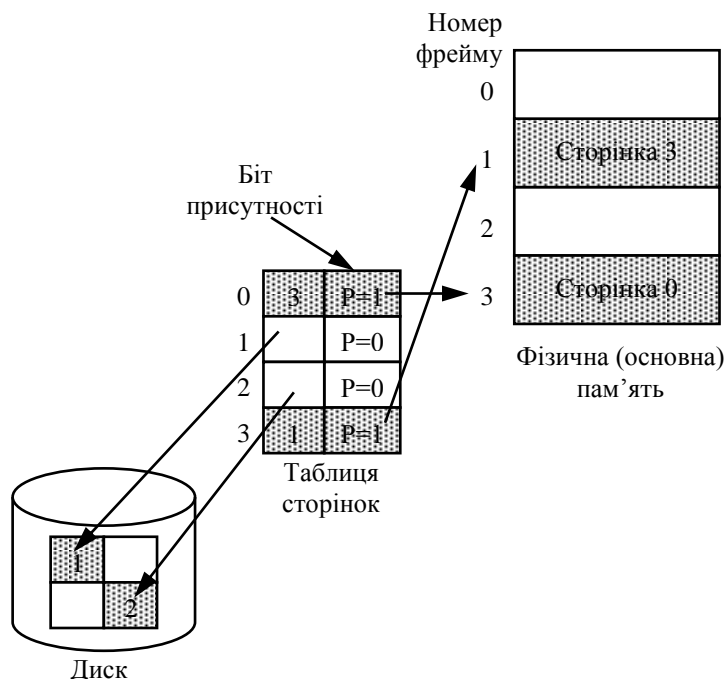 Номер
фрейму
0
1
Сторінка 3
2
3
Сторінка 0
Фізична (основна)
пам’ять
Біт
присутності
0
3
P=1
1
P=0
2
P=0
3
1
P=1
Таблиця
сторінок
1
2
Диск